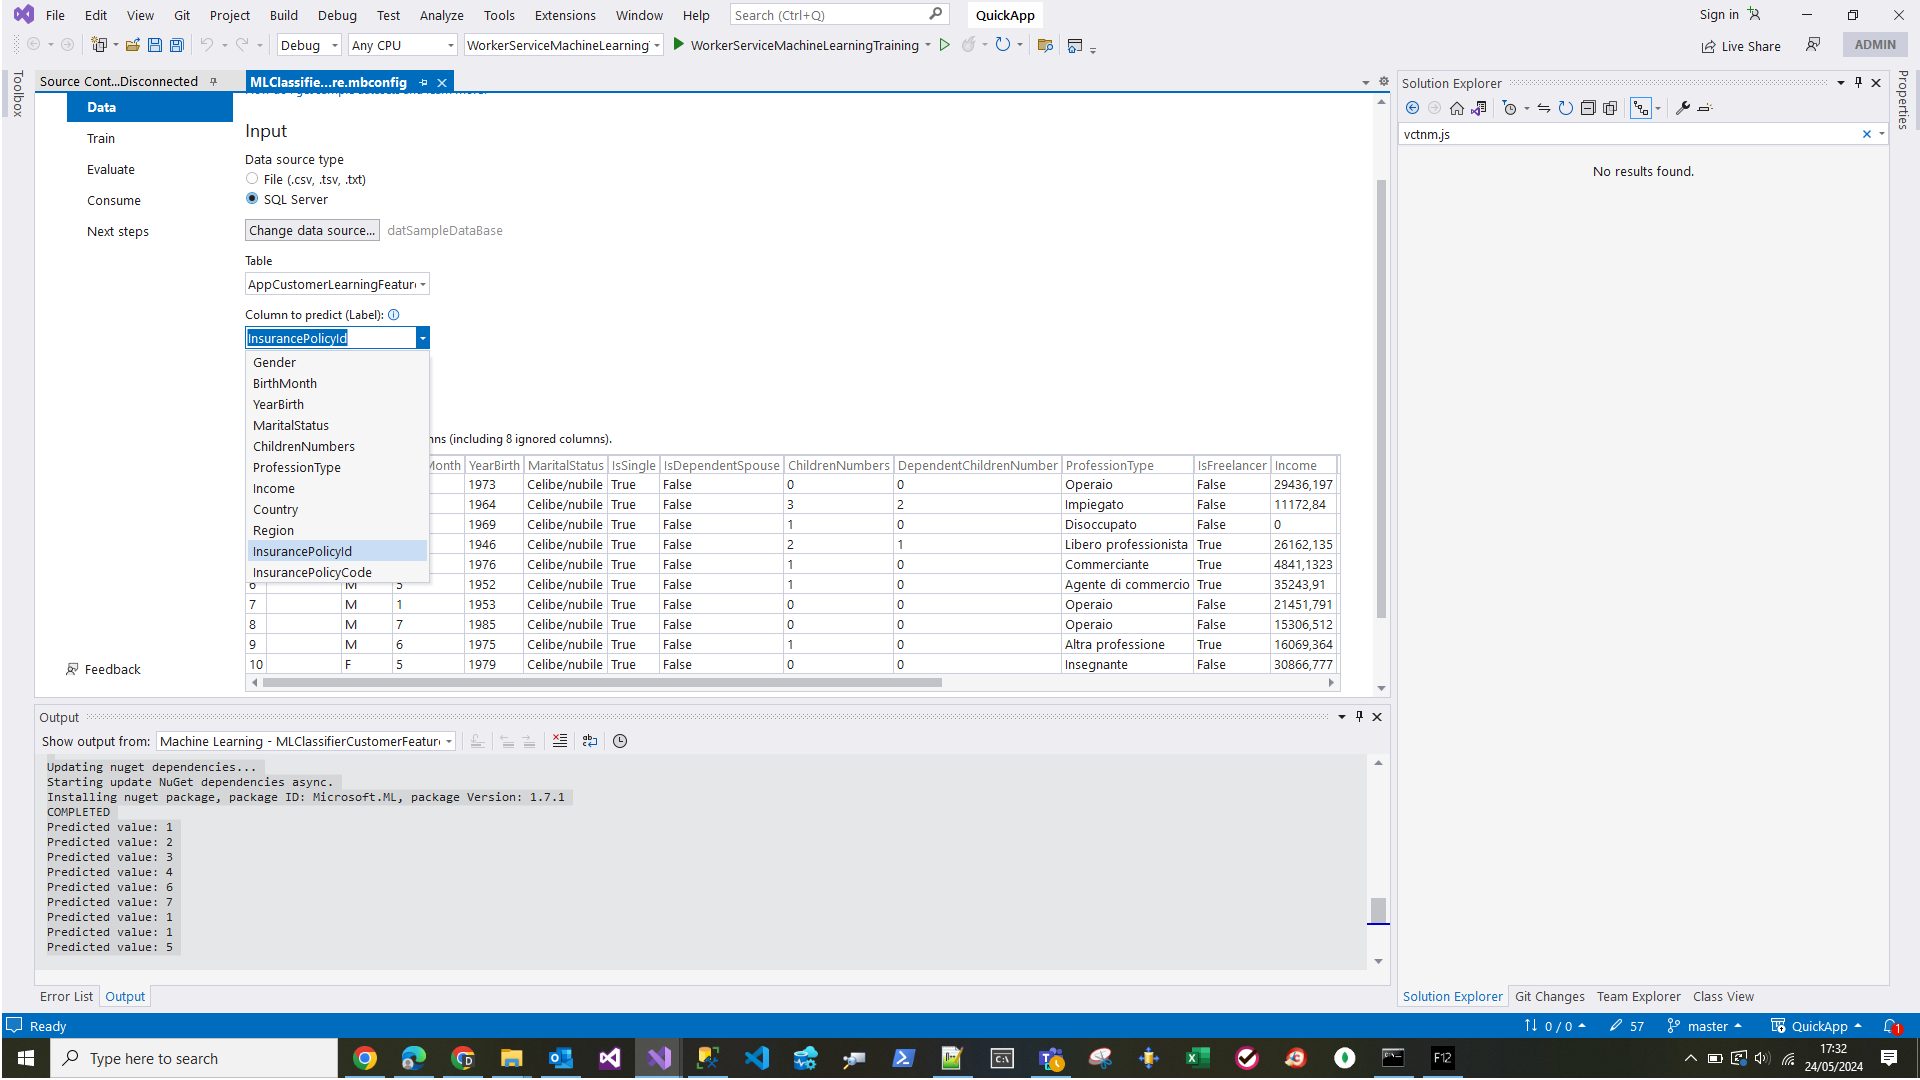 File Edit View Git Project Build Debug Test Analyze Tools Extensions Window Help Search (Ctrl+Q) QuickApp Sign in
Debug Any CPU WorkerServiceMachineLearning WorkerServiceMachineLearningTraining Live Share ADMIN
Toolbox
Source Cont...Disconnected MLClassifie...re.mbconfig
Data
Train
Evaluate
Consume
Next steps
Feedback
Input
Data source type
File (.csv, .tsv, .txt)
SQL Server
Change data source... datSampleDataBase
Table
AppCustomerLearningFeature
Column to predict (Label):
InsurancePolicyId
Gender
BirthMonth
YearBirth
MaritalStatus
ChildrenNumbers
ProfessionType
Income
Country
Region
InsurancePolicyId
InsurancePolicyCode
(including 8 ignored columns).
Month YearBirth MaritalStatus IsSingle IsDependentSpouse ChildrenNumbers DependentChildrenNumber ProfessionType IsFreelancer Income
1973 Celibe/nubile True False 0 0 Operaio False 29436,197
1964 Celibe/nubile True False 3 2 Impiegato False 11172,84
1969 Celibe/nubile True False 1 0 Disoccupato False 0
1946 Celibe/nubile True False 2 1 Libero professionista True 26162,135
1976 Celibe/nubile True False 1 0 Commerciante True 4841,1323
6 M 5 1952 Celibe/nubile True False 1 0 Agente di commercio True 35243,91
7 M 1 1953 Celibe/nubile True False 0 0 Operaio False 21451,791
8 M 7 1985 Celibe/nubile True False 0 0 Operaio False 15306,512
9 M 6 1975 Celibe/nubile True False 1 0 Altra professione True 16069,364
10 F 5 1979 Celibe/nubile True False 0 0 Insegnante False 30866,777
Output
Show output from: Machine Learning - MLClassifierCustomerFeature
Updating nuget dependencies...
Starting update NuGet dependencies async.
Installing nuget package, package ID: Microsoft.ML, package Version: 1.7.1
COMPLETED
Predicted value: 1
Predicted value: 2
Predicted value: 3
Predicted value: 4
Predicted value: 6
Predicted value: 7
Predicted value: 1
Predicted value: 1
Predicted value: 5
Error List Output
Solution Explorer
vctnm.js
No results found.
Properties
Solution Explorer Git Changes Team Explorer Class View
Ready 0 / 0 57 master QuickApp 1
Type here to search
F12
17:32
24/05/2024